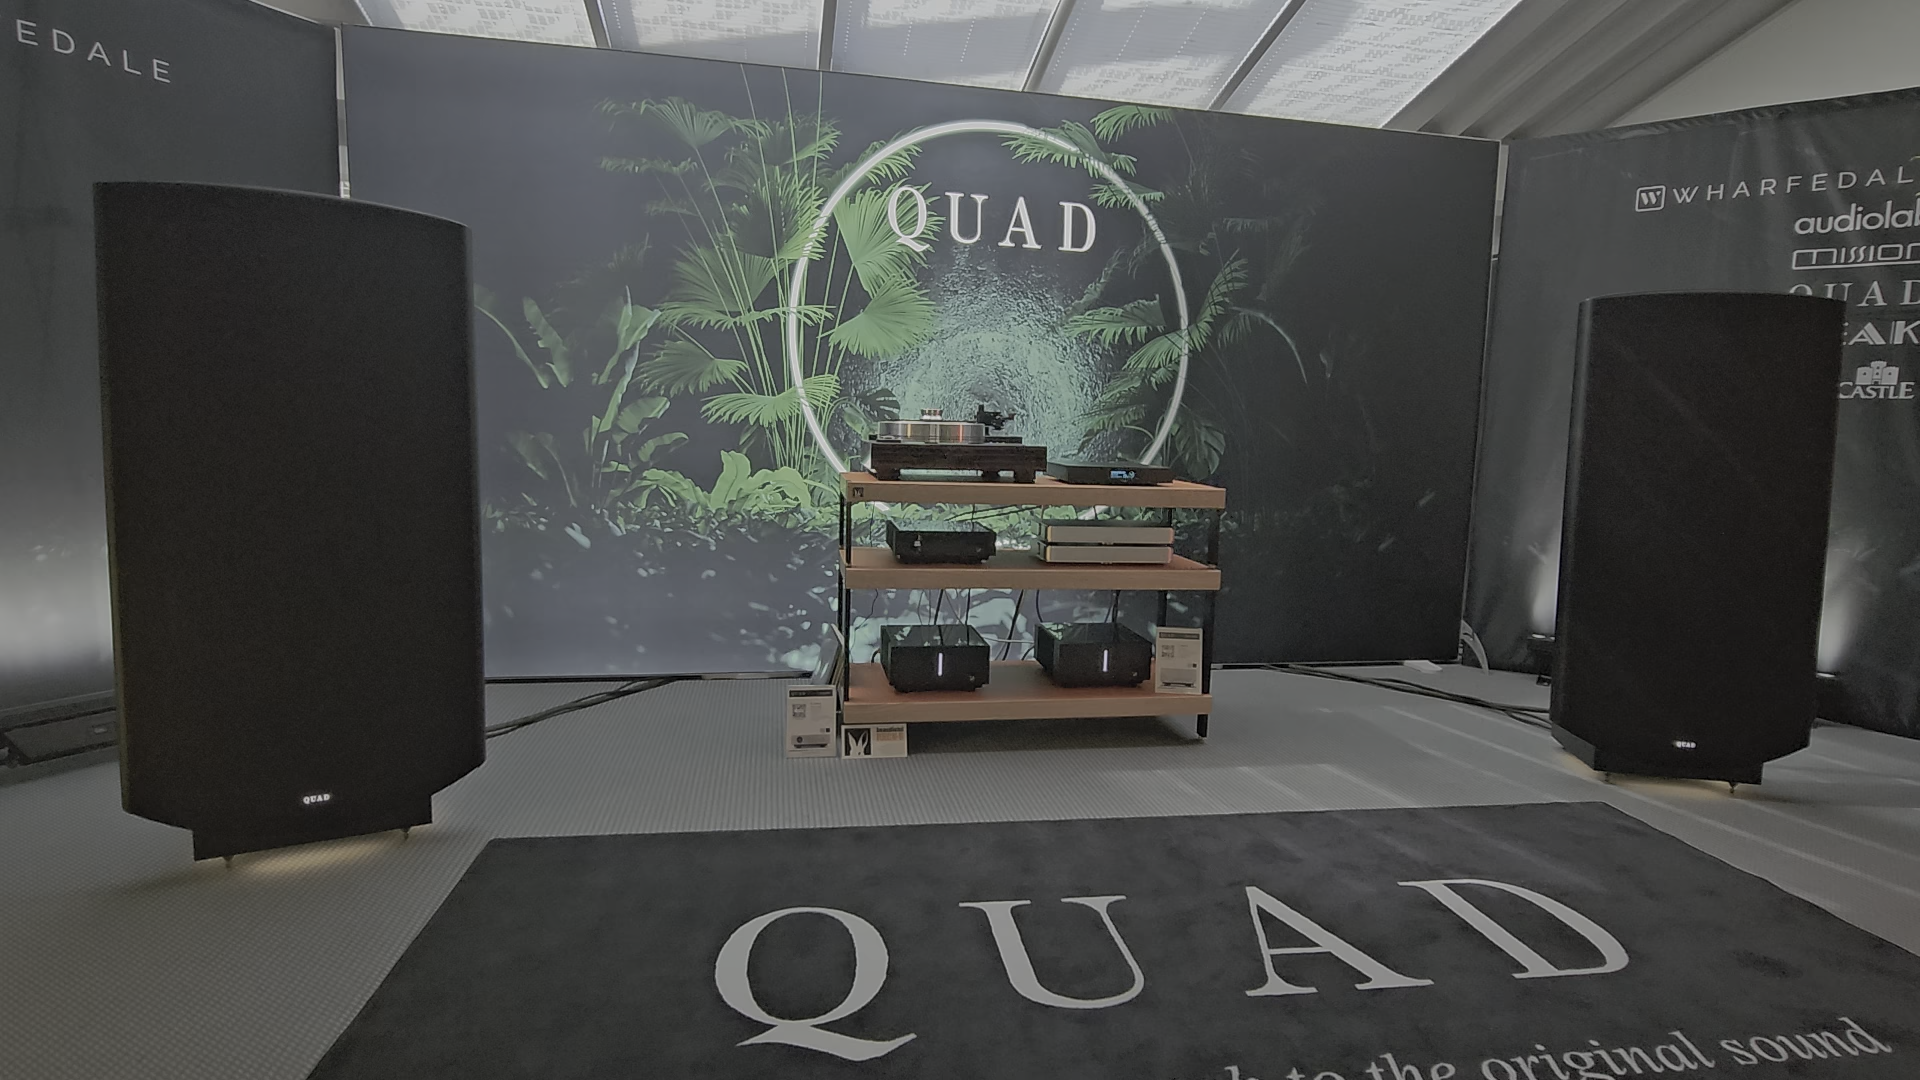 EDALE
QUAD
WHARFEDAL
audiolab
MISSION
QUAD
EAK
CASTLE
QUAD
QUAD
QUAD
to the original sound